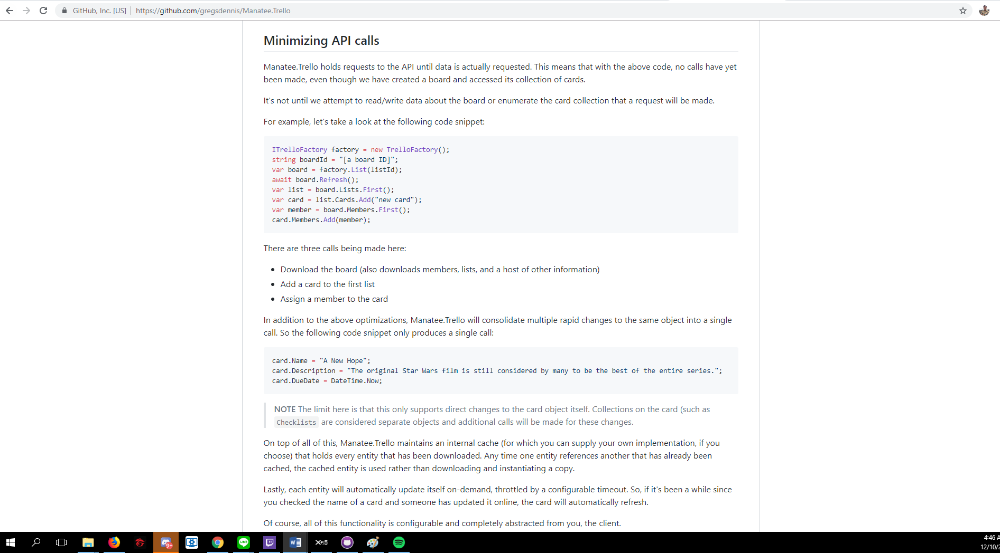 GitHub, Inc. [US] | https://github.com/gregsdennis/Manatee.Trello
Minimizing API calls
Manatee.Trello holds requests to the API until data is actually requested. This means that with the above code, no calls have yet
been made, even though we have created a board and accessed its collection of cards.
It's not until we attempt to read/write data about the board or enumerate the card collection that a request will be made.
For example, let's take a look at the following code snippet:
ITrelloFactory factory = new TrelloFactory();
string boardId = "[a board ID]";
var board = factory.List(listId);
await board.Refresh();
var list = board.Lists.First();
var card = list.Cards.Add("new card");
var member = board.Members.First();
card.Members.Add(member);
There are three calls being made here:
• Download the board (also downloads members, lists, and a host of other information)
• Add a card to the first list
• Assign a member to the card
In addition to the above optimizations, Manatee.Trello will consolidate multiple rapid changes to the same object into a single
call. So the following code snippet only produces a single call:
card.Name = "A New Hope";
card.Description = "The original Star Wars film is still considered by many to be the best of the entire series.";
card.DueDate = DateTime.Now;
NOTE The limit here is that this only supports direct changes to the card object itself. Collections on the card (such as
Checklists are considered separate objects and additional calls will be made for these changes.
On top of all of this, Manatee.Trello maintains an internal cache (for which you can supply your own implementation, if you
choose) that holds every entity that has been downloaded. Any time one entity references another that has already been
cached, the cached entity is used rather than downloading and instantiating a copy.
Lastly, each entity will automatically update itself on-demand, throttled by a configurable timeout. So, if it's been a while since
you checked the name of a card and someone has updated it online, the card will automatically refresh.
Of course, all of this functionality is configurable and completely abstracted from you, the client.
9+
LINE
W
4:46 A
12/10/2